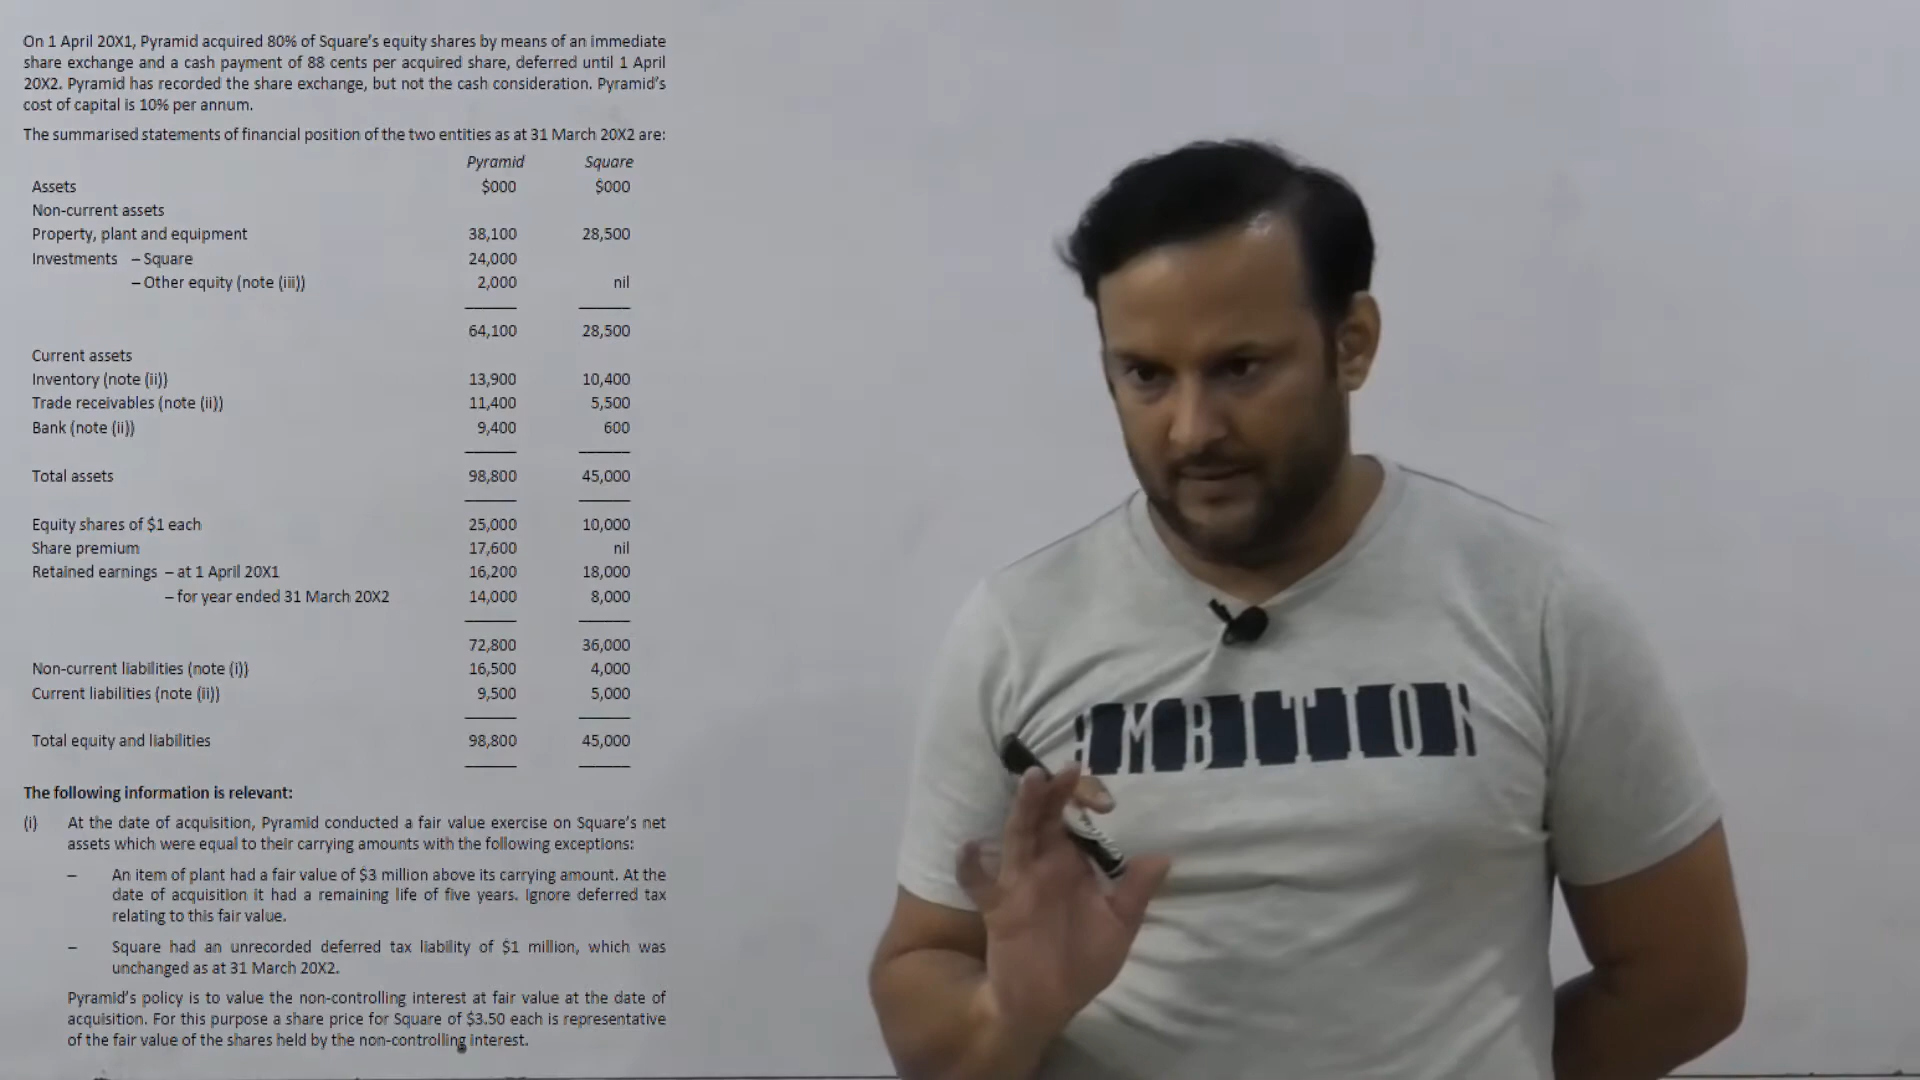 On 1 April 20X1, Pyramid acquired 80% of Square's equity shares by means of an immediate
share exchange and a cash payment of 88 cents per acquired share, deferred until 1 April
20X2. Pyramid has recorded the share exchange, but not the cash consideration. Pyramid's
cost of capital is 10% per annum.
The summarised statements of financial position of the two entities as at 31 March 20X2 are:
Pyramid Square
Assets $000 $000
Non-current assets
Property, plant and equipment 38,100 28,500
Investments – Square 24,000
– Other equity (note (iii)) 2,000 nil
64,100 28,500
Current assets
Inventory (note (ii)) 13,900 10,400
Trade receivables (note (ii)) 11,400 5,500
Bank (note (ii)) 9,400 600
Total assets 98,800 45,000
Equity shares of $1 each 25,000 10,000
Share premium 17,600 nil
Retained earnings – at 1 April 20X1 16,200 18,000
– for year ended 31 March 20X2 14,000 8,000
72,800 36,000
Non-current liabilities (note (i)) 16,500 4,000
Current liabilities (note (ii)) 9,500 5,000
Total equity and liabilities 98,800 45,000
The following information is relevant:
(i) At the date of acquisition, Pyramid conducted a fair value exercise on Square's net
assets which were equal to their carrying amounts with the following exceptions:
– An item of plant had a fair value of $3 million above its carrying amount. At the
date of acquisition it had a remaining life of five years. Ignore deferred tax
relating to this fair value.
– Square had an unrecorded deferred tax liability of $1 million, which was
unchanged as at 31 March 20X2.
Pyramid's policy is to value the non-controlling interest at fair value at the date of
acquisition. For this purpose a share price for Square of $3.50 each is representative
of the fair value of the shares held by the non-controlling interest.
AMBITION